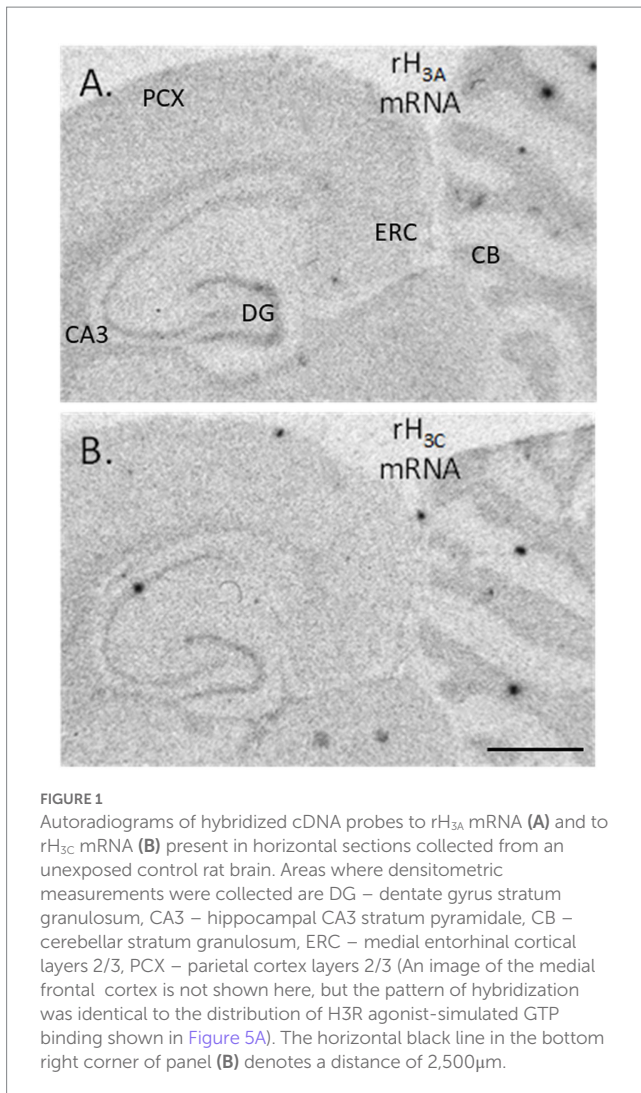 A.
PCX
rH3A
mRNA
ERC
CB
DG
CA3
B.
rH3C
mRNA
FIGURE 1
Autoradiograms of hybridized cDNA probes to rH3A mRNA (A) and to
rH3C mRNA (B) present in horizontal sections collected from an
unexposed control rat brain. Areas where densitometric
measurements were collected are DG – dentate gyrus stratum
granulosum, CA3 – hippocampal CA3 stratum pyramidale, CB –
cerebellar stratum granulosum, ERC – medial entorhinal cortical
layers 2/3, PCX – parietal cortex layers 2/3 (An image of the medial
frontal cortex is not shown here, but the pattern of hybridization
was identical to the distribution of H3R agonist-simulated GTP
binding shown in Figure 5A). The horizontal black line in the bottom
right corner of panel (B) denotes a distance of 2,500μm.